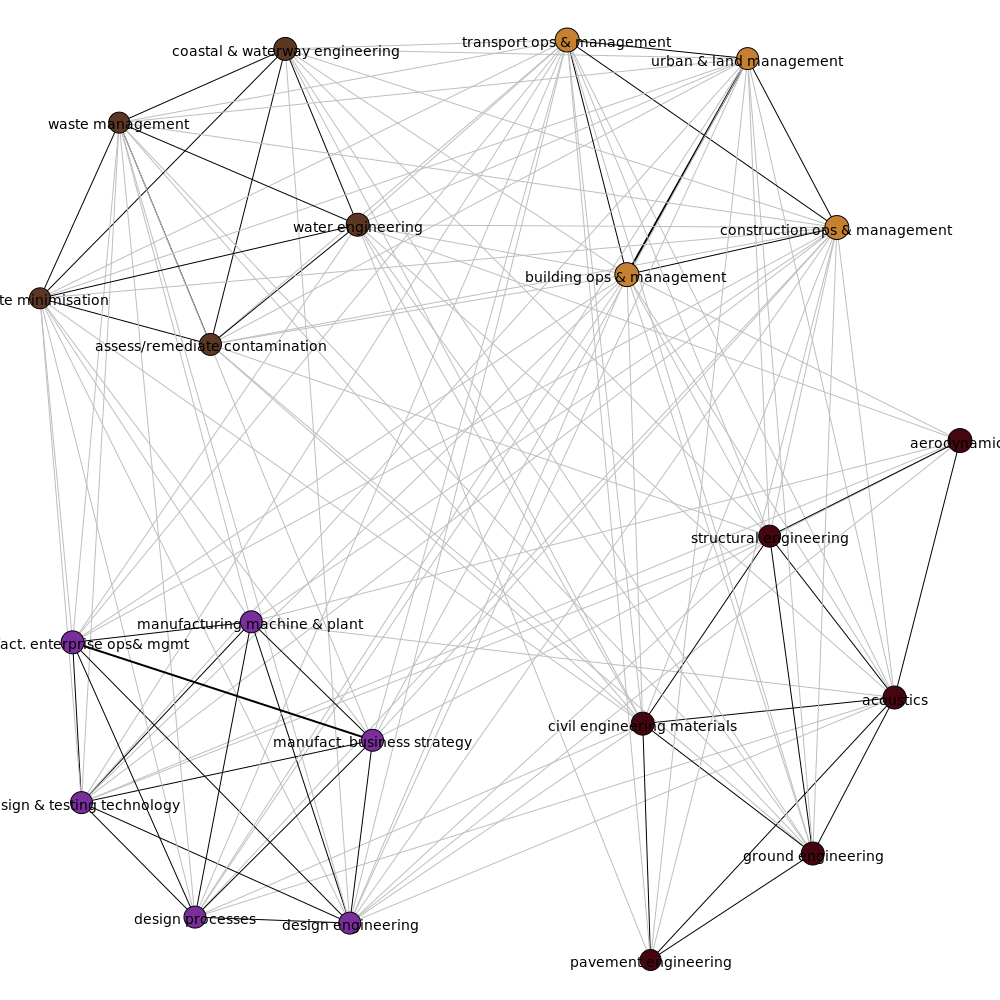 transport ops & management
coastal & waterway engineering
urban & land management
waste management
water engineering
construction ops & management
building ops & management
te minimisation
assess/remediate contamination
aerodynamic
structural engineering
manufacturing machine & plant
act. enterprise ops& mgmt
acoustics
civil engineering materials
manufact. business strategy
sign & testing technology
ground engineering
design processes
design engineering
pavement engineering